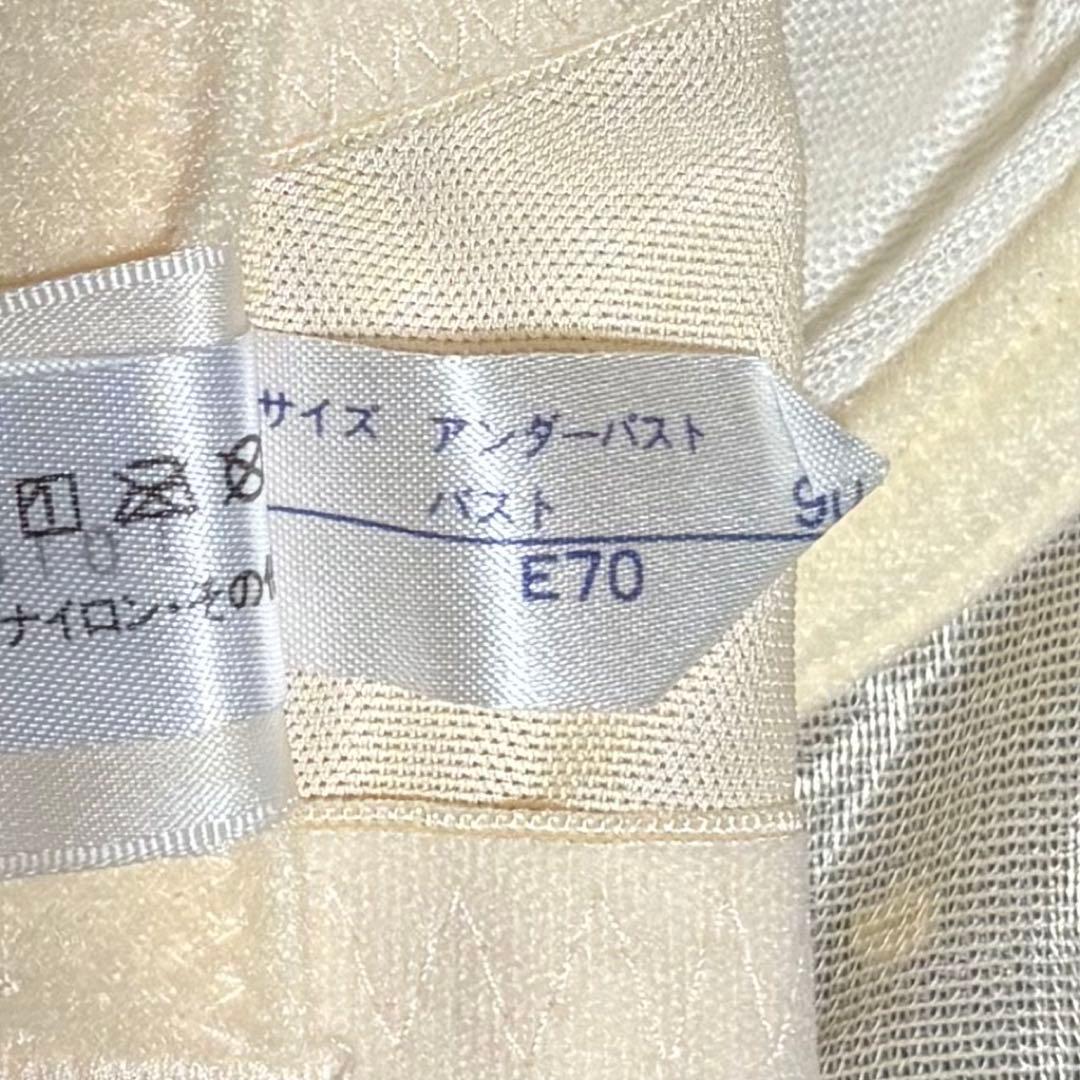 サイズ アンダーバスト
バスト
E70
ナイロン・その